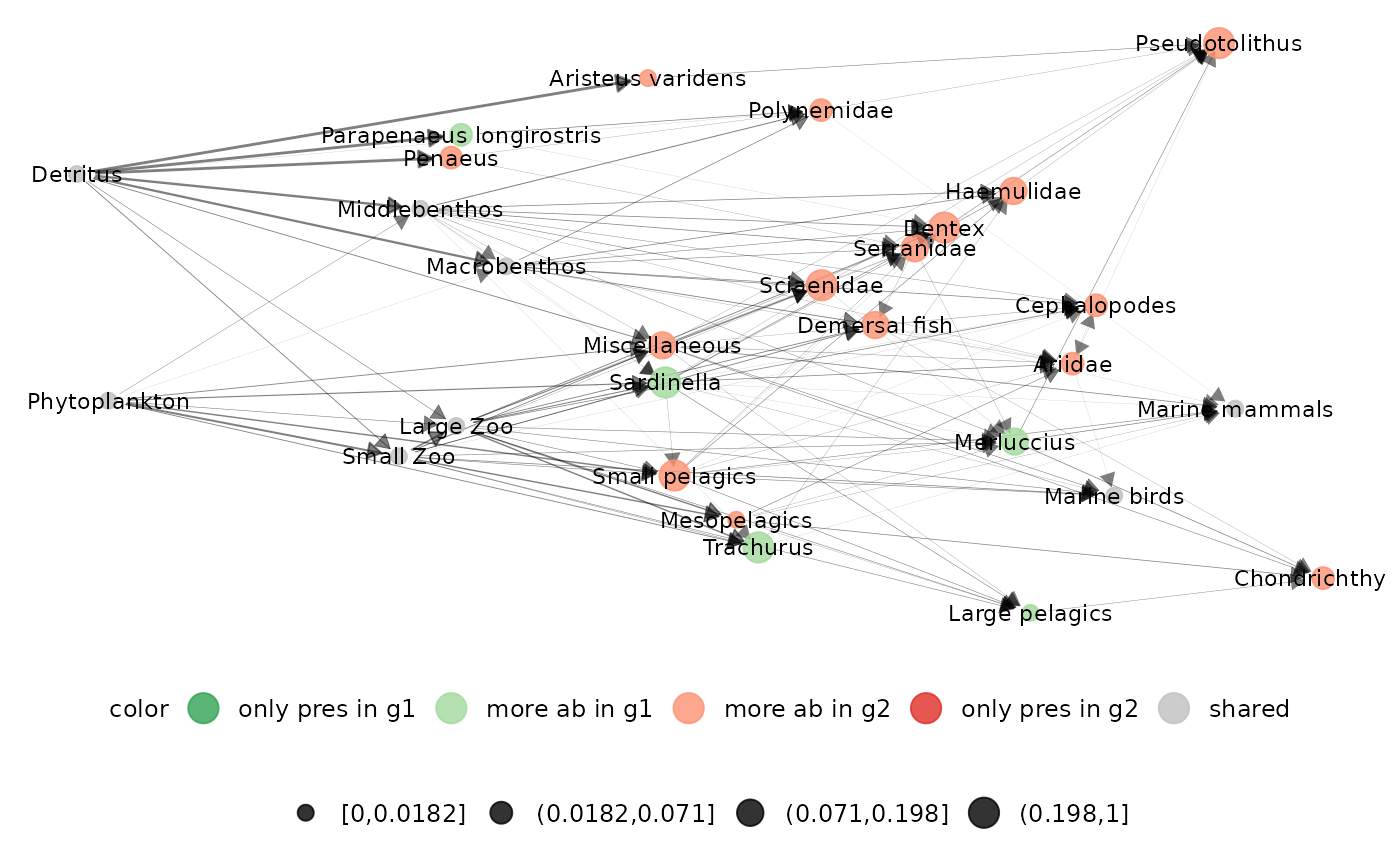 Pseudotolithus
Aristeus varidens
Polynemidae
Parapenaeus longirostris
Penaeus
Detritus
Haemulidae
Middlebenthos
Dentex
Serranidae
Macrobenthos
Sciaenidae
Cephalopodes
Demersal fish
Miscellaneous
Ariidae
Sardinella
Phytoplankton
Marine mammals
Large Zoo
Merluccius
Small Zoo
Small pelagics
Marine birds
Mesopelagics
Trachurus
Chondrichthy
Large pelagics
color only pres in g1 more ab in g1 more ab in g2 only pres in g2 shared
[0,0.0182] (0.0182,0.071] (0.071,0.198] (0.198,1]